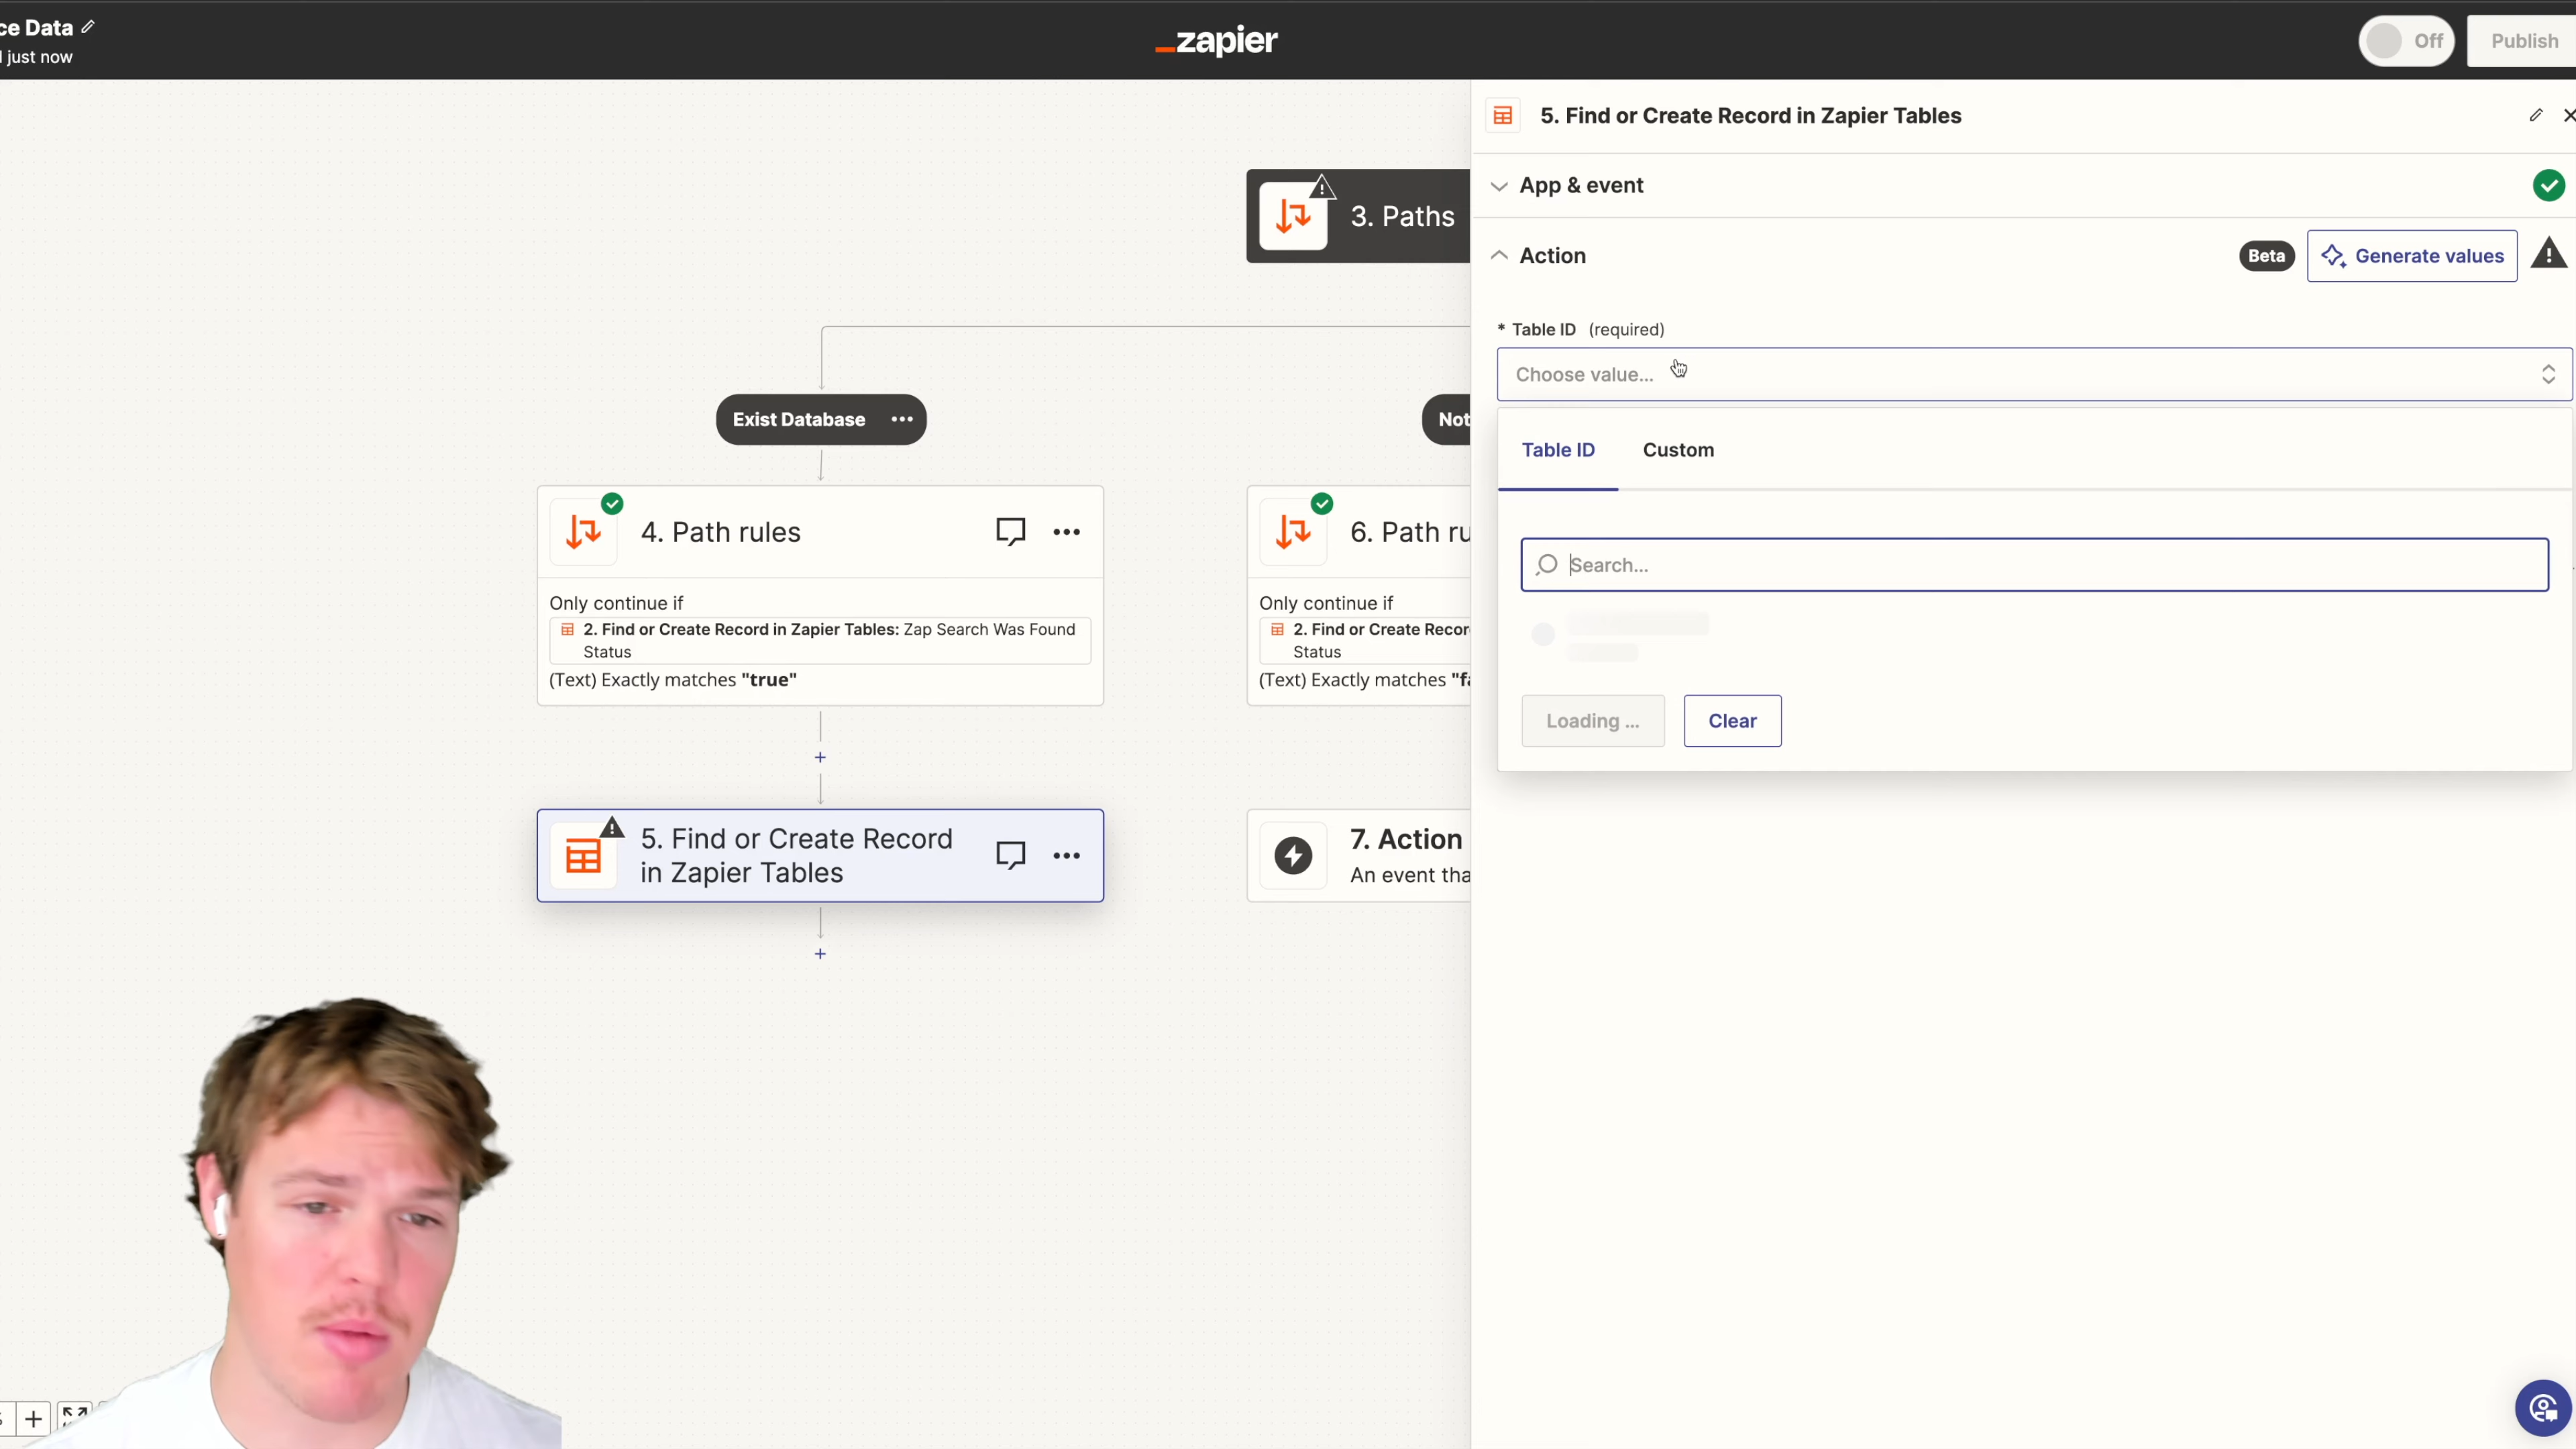 ce Data
just now
zapier
Off
Publish
3. Paths
Exist Database
Not
4. Path rules
Only continue if
2. Find or Create Record in Zapier Tables: Zap Search Was Found
Status
(Text) Exactly matches "true"
6. Path ru
Only continue if
2. Find or Create Recor
Status
(Text) Exactly matches "fa
5. Find or Create Record
in Zapier Tables
7. Action
An event tha
5. Find or Create Record in Zapier Tables
App & event
Action
Beta
Generate values
* Table ID (required)
Choose value...
Table ID
Custom
Search...
Loading ...
Clear